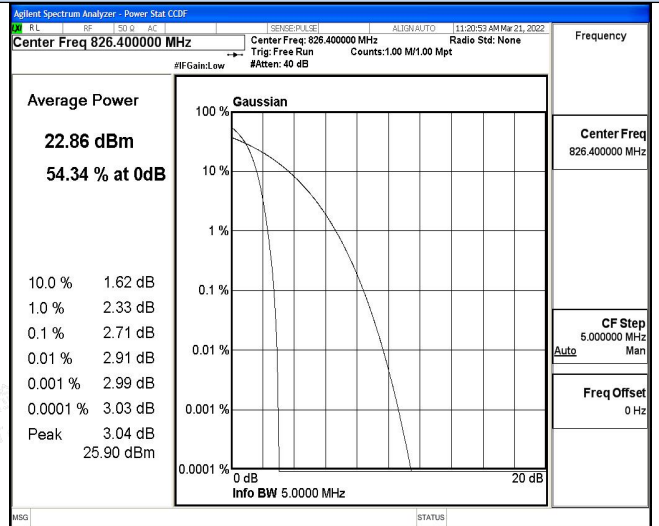 Agilent Spectrum Analyzer - Power Stat CCDF
LXI RL RF 50 Ω AC SENSE:PULSE ALIGN AUTO 11:20:53 AM Mar 21, 2022
Center Freq 826.400000 MHz
Center Freq: 826.400000 MHz Radio Std: None
Trig: Free Run Counts:1.00 M/1.00 Mpt
#IFGain:Low #Atten: 40 dB
Frequency
Average Power
22.86 dBm
54.34 % at 0dB
10.0 % 1.62 dB
1.0 % 2.33 dB
0.1 % 2.71 dB
0.01 % 2.91 dB
0.001 % 2.99 dB
0.0001 % 3.03 dB
Peak 3.04 dB
25.90 dBm
Gaussian
100 %
10 %
1 %
0.1 %
0.01 %
0.001 %
0.0001 %
0 dB 20 dB
Info BW 5.0000 MHz
Center Freq
826.400000 MHz
CF Step
5.000000 MHz
Auto Man
Freq Offset
0 Hz
MSG STATUS